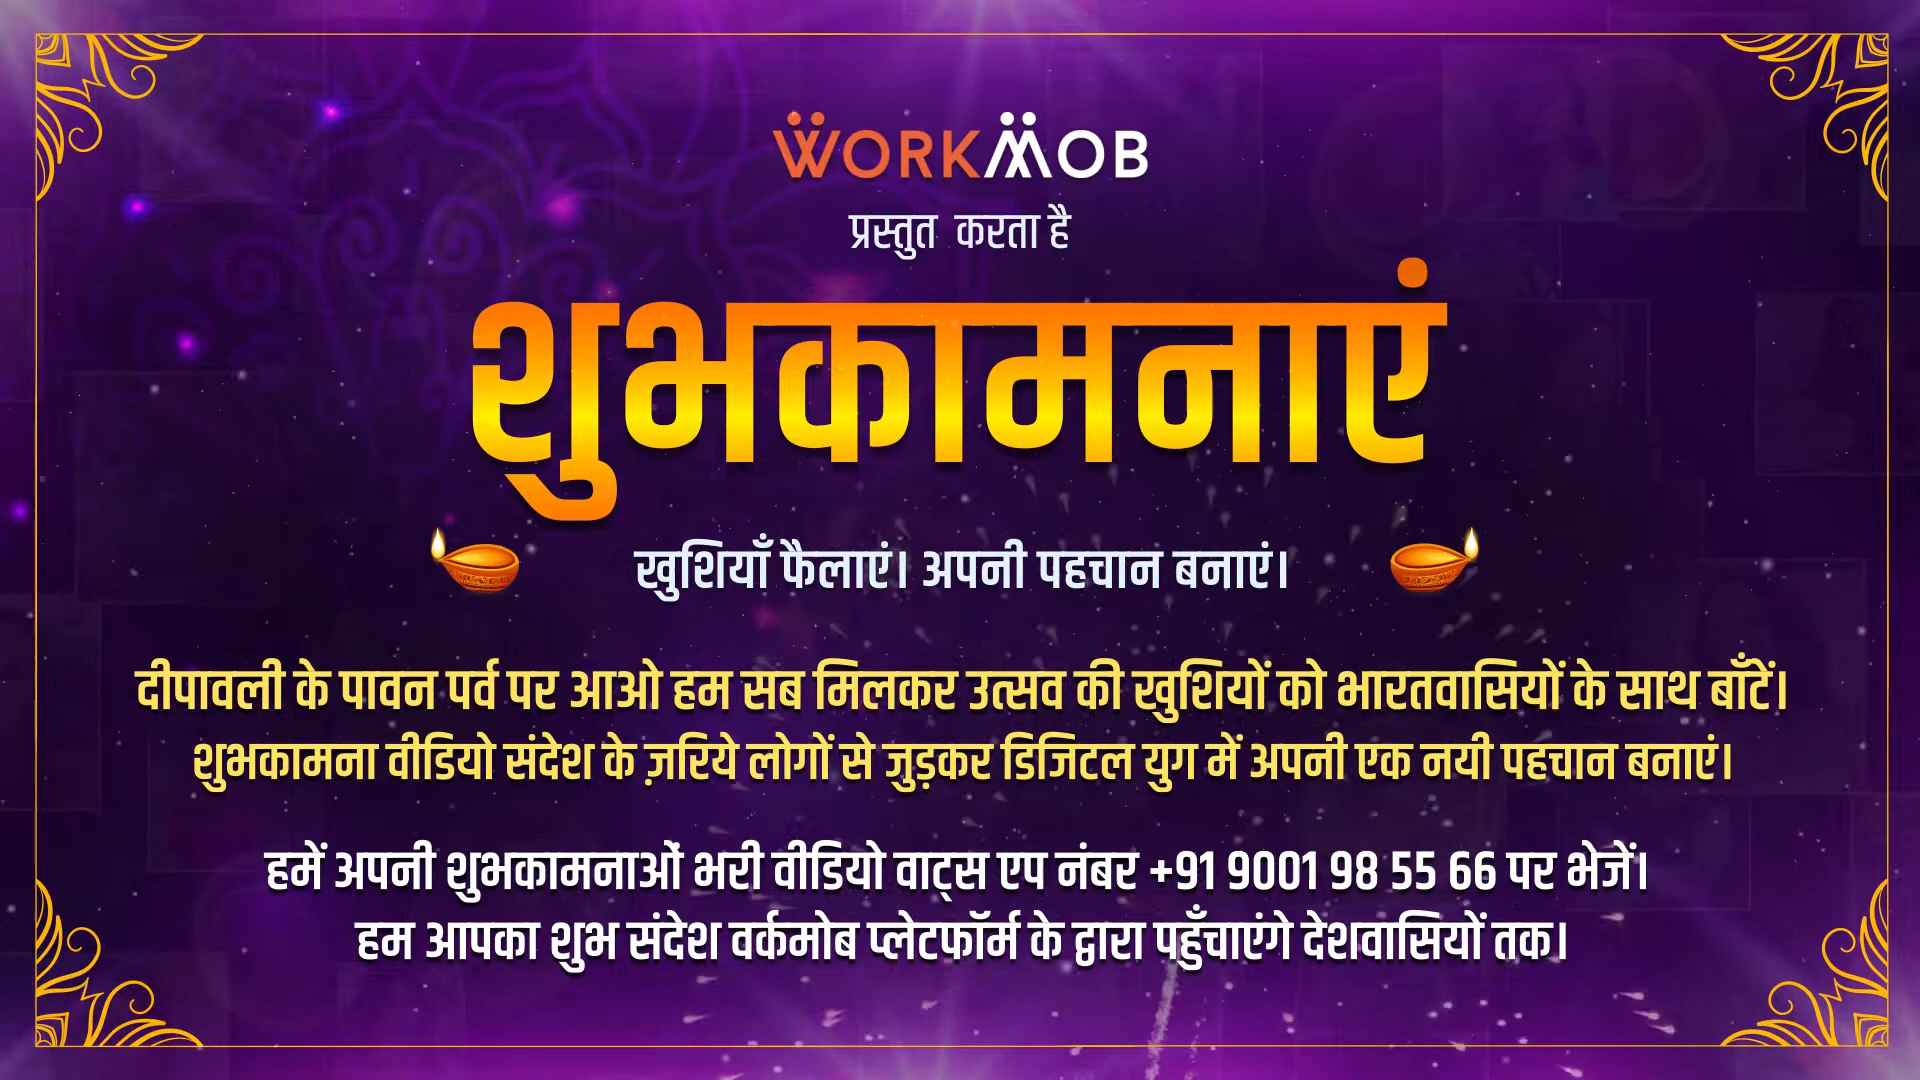 WORKMOB
प्रस्तुत करता है
शुभकामनाएं
खुशियाँ फैलाएं। अपनी पहचान बनाएं।
दीपावली के पावन पर्व पर आओ हम सब मिलकर उत्सव की खुशियों को भारतवासियों के साथ बाँटें।
शुभकामना वीडियो संदेश के ज़रिये लोगों से जुड़कर डिजिटल युग में अपनी एक नयी पहचान बनाएं।
हमें अपनी शुभकामनाओं भरी वीडियो वाट्स एप नंबर +91 9001 98 55 66 पर भेजें।
हम आपका शुभ संदेश वर्कमोब प्लेटफॉर्म के द्वारा पहुँचाएंगे देशवासियों तक।